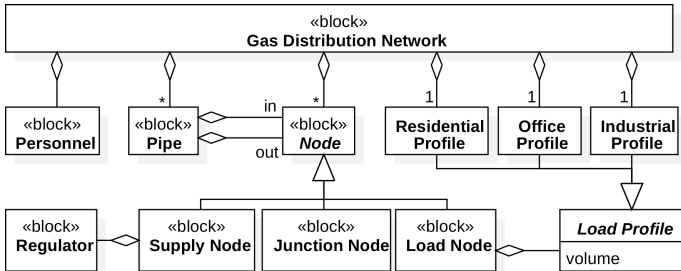 «block»
Gas Distribution Network
* * 1 1 1
«block»
Personnel
«block»
Pipe
in
out
«block»
Node
Residential
Profile
Office
Profile
Industrial
Profile
«block»
Regulator
«block»
Supply Node
«block»
Junction Node
«block»
Load Node
Load Profile
volume